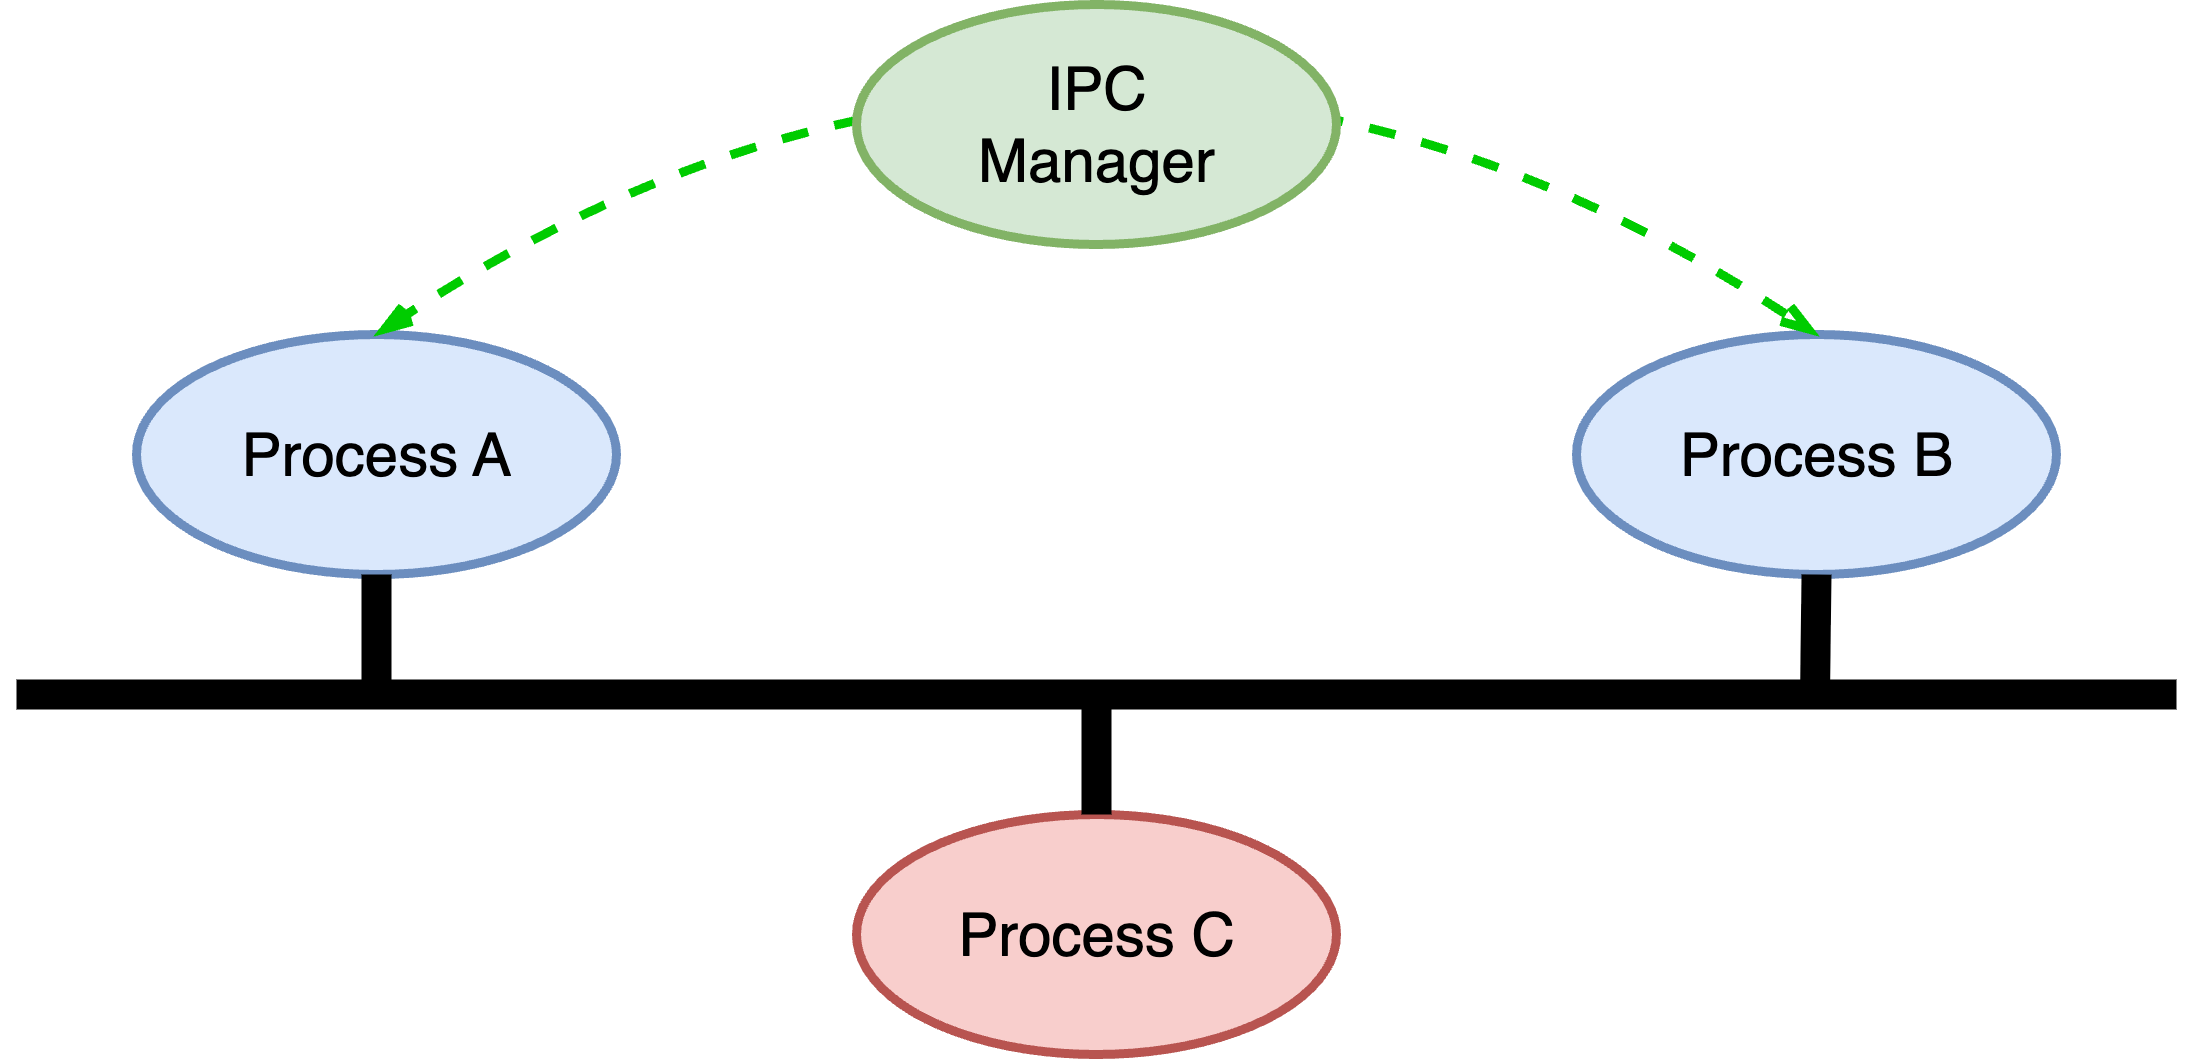 IPC
Manager
Process A
Process B
Process C